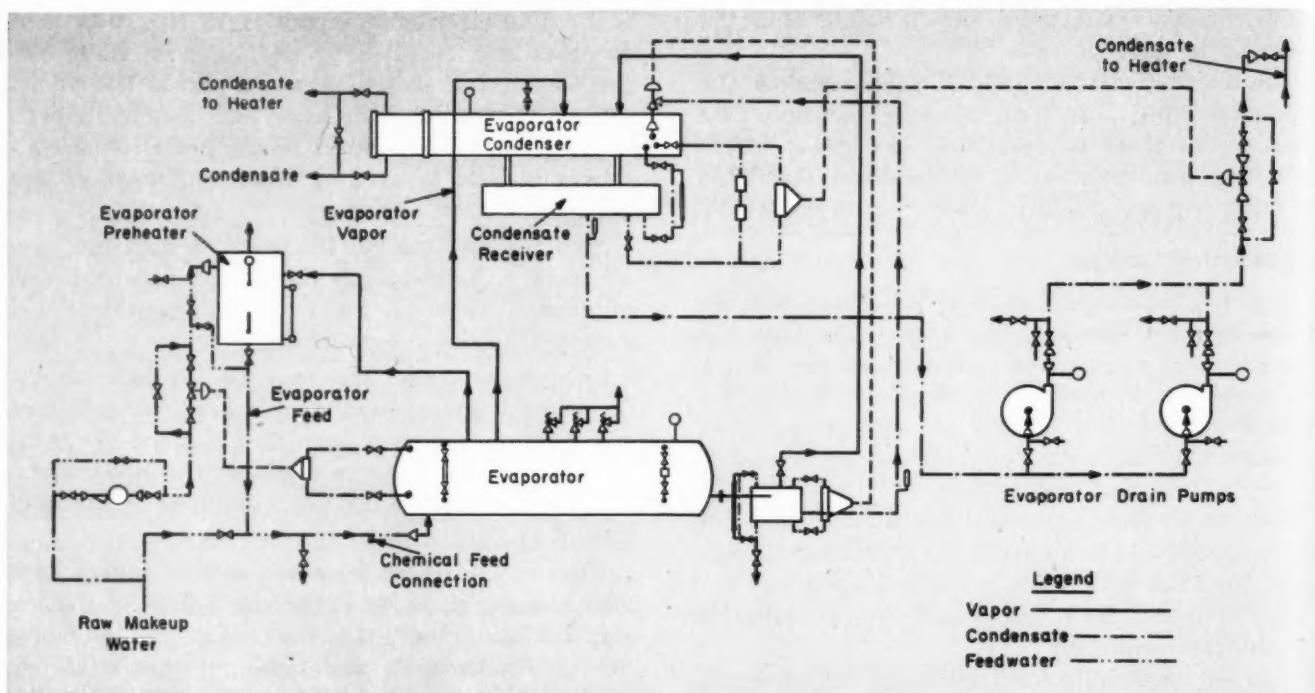 Condensate
to Heater
Condensate
to Heater
Evaporator
Condenser
Condensate
Evaporator
Preheater
Evaporator
Vapor
Condensate
Receiver
Evaporator
Feed
Evaporator
Evaporator Drain Pumps
Chemical Feed
Connection
Raw Makeup
Water
Legend
Vapor
Condensate
Feedwater